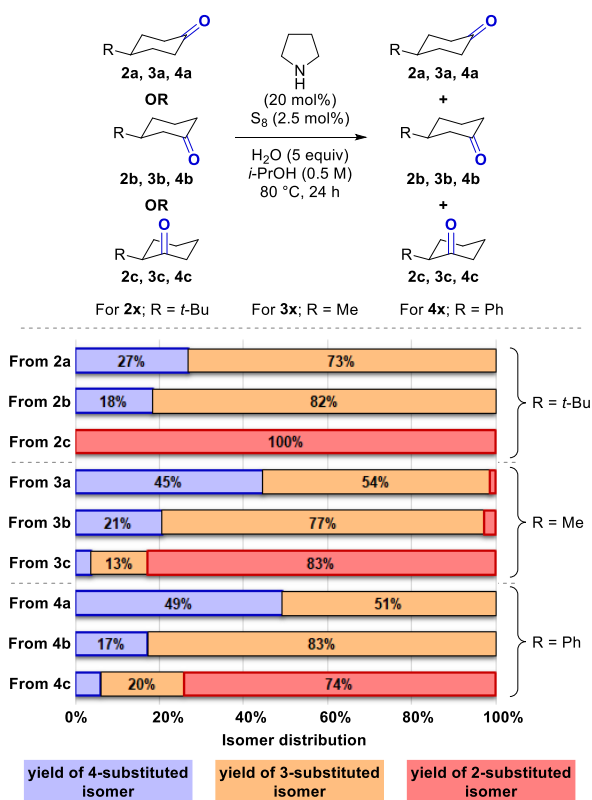 O
R
2a, 3a, 4a
OR
R
O
2b, 3b, 4b
OR
O
R
2c, 3c, 4c
N
H
(20 mol%)
S8 (2.5 mol%)
H2O (5 equiv)
i-PrOH (0.5 M)
80 °C, 24 h
O
R
2a, 3a, 4a
+
R
O
2b, 3b, 4b
+
O
R
2c, 3c, 4c
For 2x; R = t-Bu
For 3x; R = Me
For 4x; R = Ph
From 2a 27% 73%
From 2b 18% 82%
From 2c 100%
R = t-Bu
From 3a 45% 54%
From 3b 21% 77%
From 3c 13% 83%
R = Me
From 4a 49% 51%
From 4b 17% 83%
From 4c 20% 74%
R = Ph
0% 20% 40% 60% 80% 100%
Isomer distribution
yield of 4-substituted
isomer
yield of 3-substituted
isomer
yield of 2-substituted
isomer